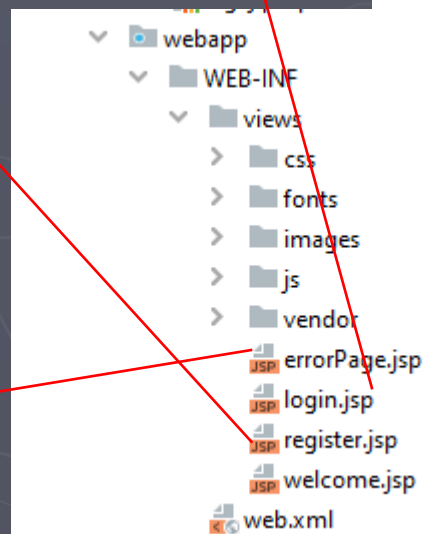 webapp
WEB-INF
views
css
fonts
images
js
vendor
JSP errorPage.jsp
JSP login.jsp
JSP register.jsp
JSP welcome.jsp
web.xml